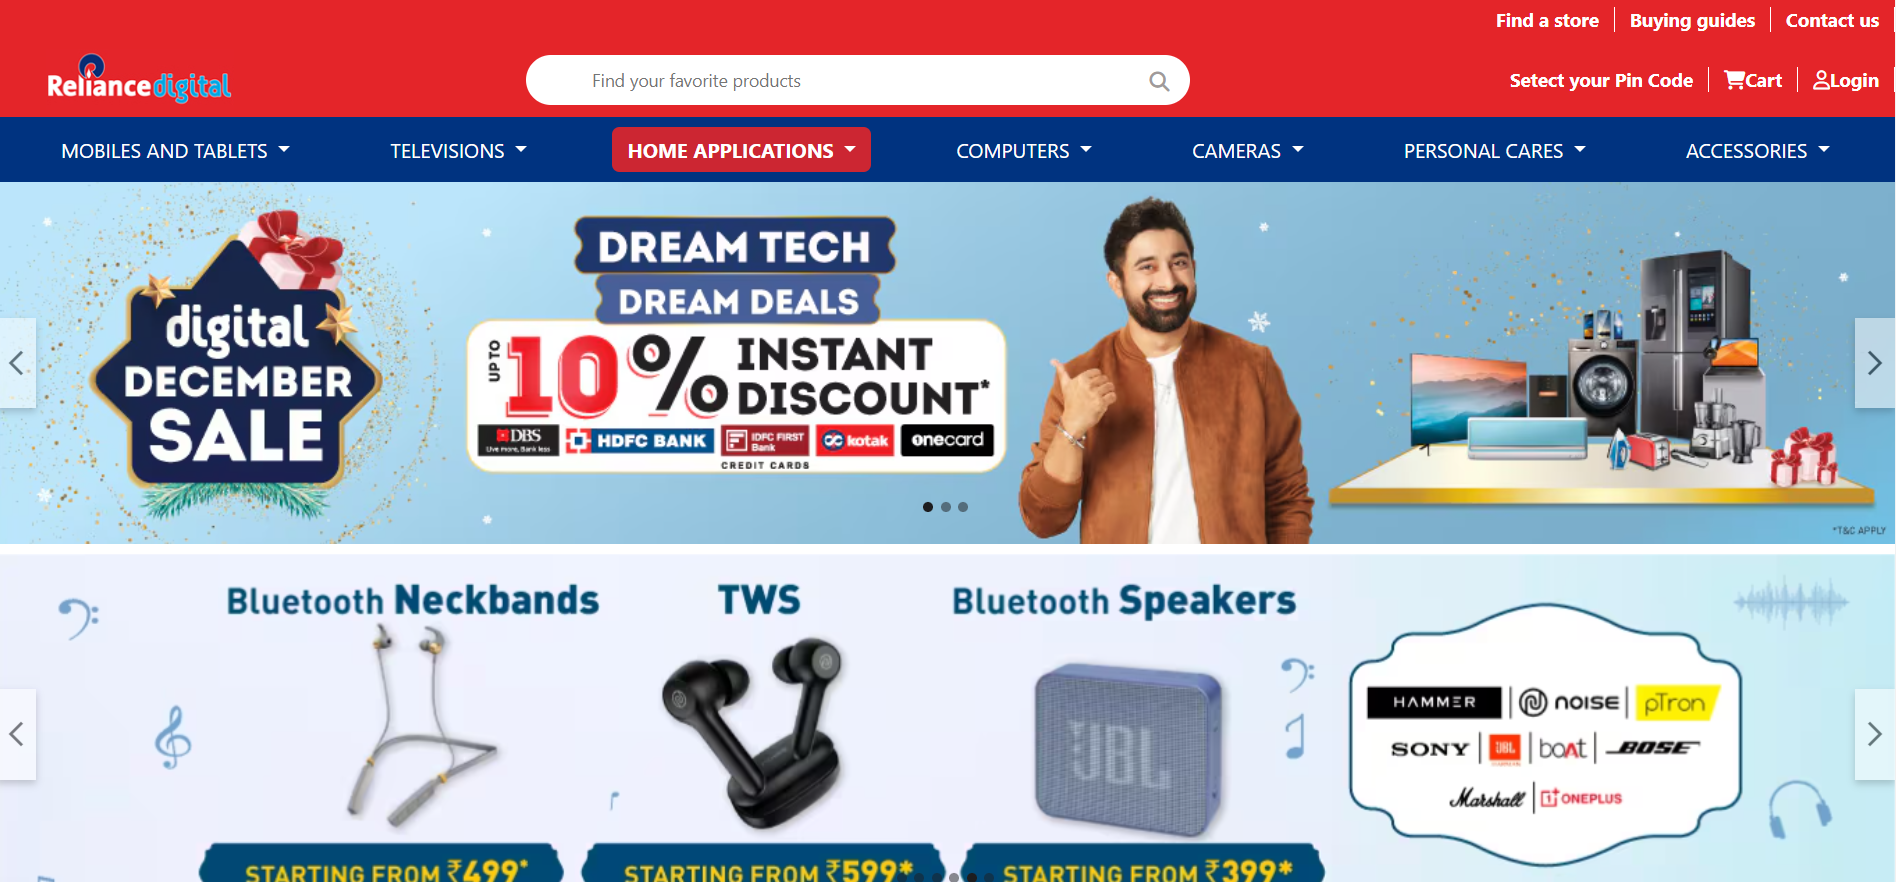 Find a store
Buying guides
Contact us
Reliance digital
Find your favorite products
Setect your Pin Code
Cart
Login
MOBILES AND TABLETS
TELEVISIONS
HOME APPLICATIONS
COMPUTERS
CAMERAS
PERSONAL CARES
ACCESSORIES
digital
DECEMBER
SALE
DREAM TECH
DREAM DEALS
UPTO
10% INSTANT
DISCOUNT*
DBS
Live more, Bank less
HDFC BANK
IDFC FIRST
Bank
kotak
onecard
CREDIT CARDS
*T&C APPLY
Bluetooth Neckbands
TWS
Bluetooth Speakers
JBL
HAMMER
noise
pTron
SONY
JBL
boAt
BOSE
Marshall
ONEPLUS
STARTING FROM ₹499*
STARTING FROM ₹599*
STARTING FROM ₹399*